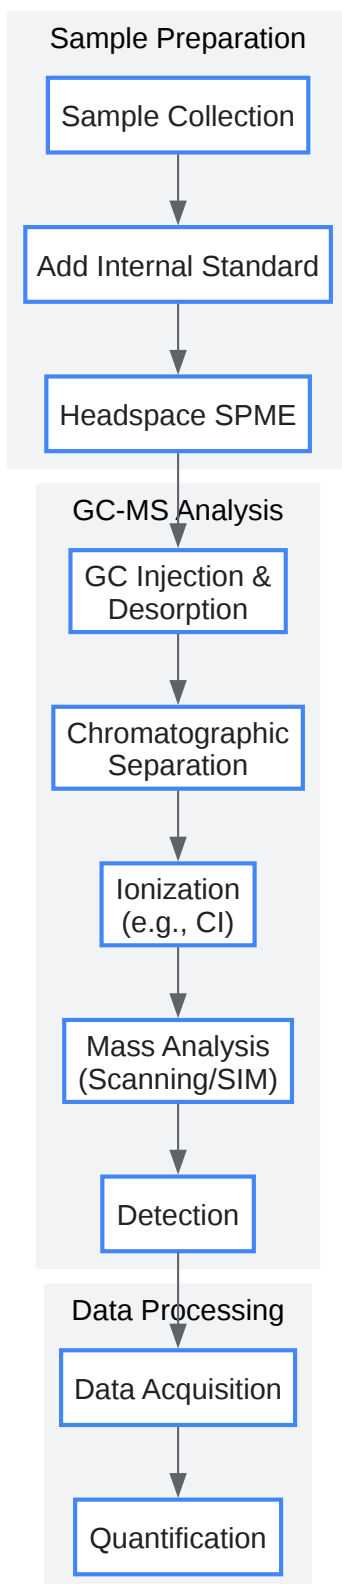 Sample Preparation
Sample Collection
Add Internal Standard
Headspace SPME
GC-MS Analysis
GC Injection &
Desorption
Chromatographic
Separation
Ionization
(e.g., CI)
Mass Analysis
(Scanning/SIM)
Detection
Data Processing
Data Acquisition
Quantification